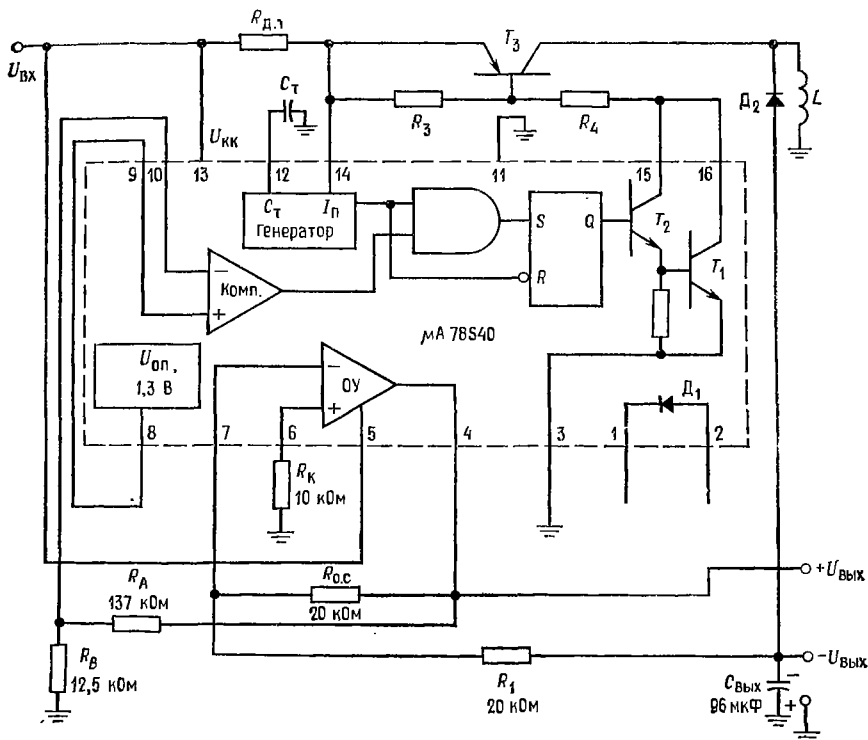 R_д.т
T_3
U_вх
C_т
R_3
R_4
Д_2
L
U_кк
9 10 13 12 14 11 15 16
C_т I_п
Генератор
S Q
R
T_2
T_1
−
Комп.
+
μA 78S40
U_оп,
1,3 В
−
ОУ
+
Д_1
8 7 6 5 4 3 1 2
R_к
10 кОм
R_A
137 кОм
R_о.с
20 кОм
+U_вых
R_B
12,5 кОм
R_1
20 кОм
−U_вых
C_вых
96 мкФ
−
+